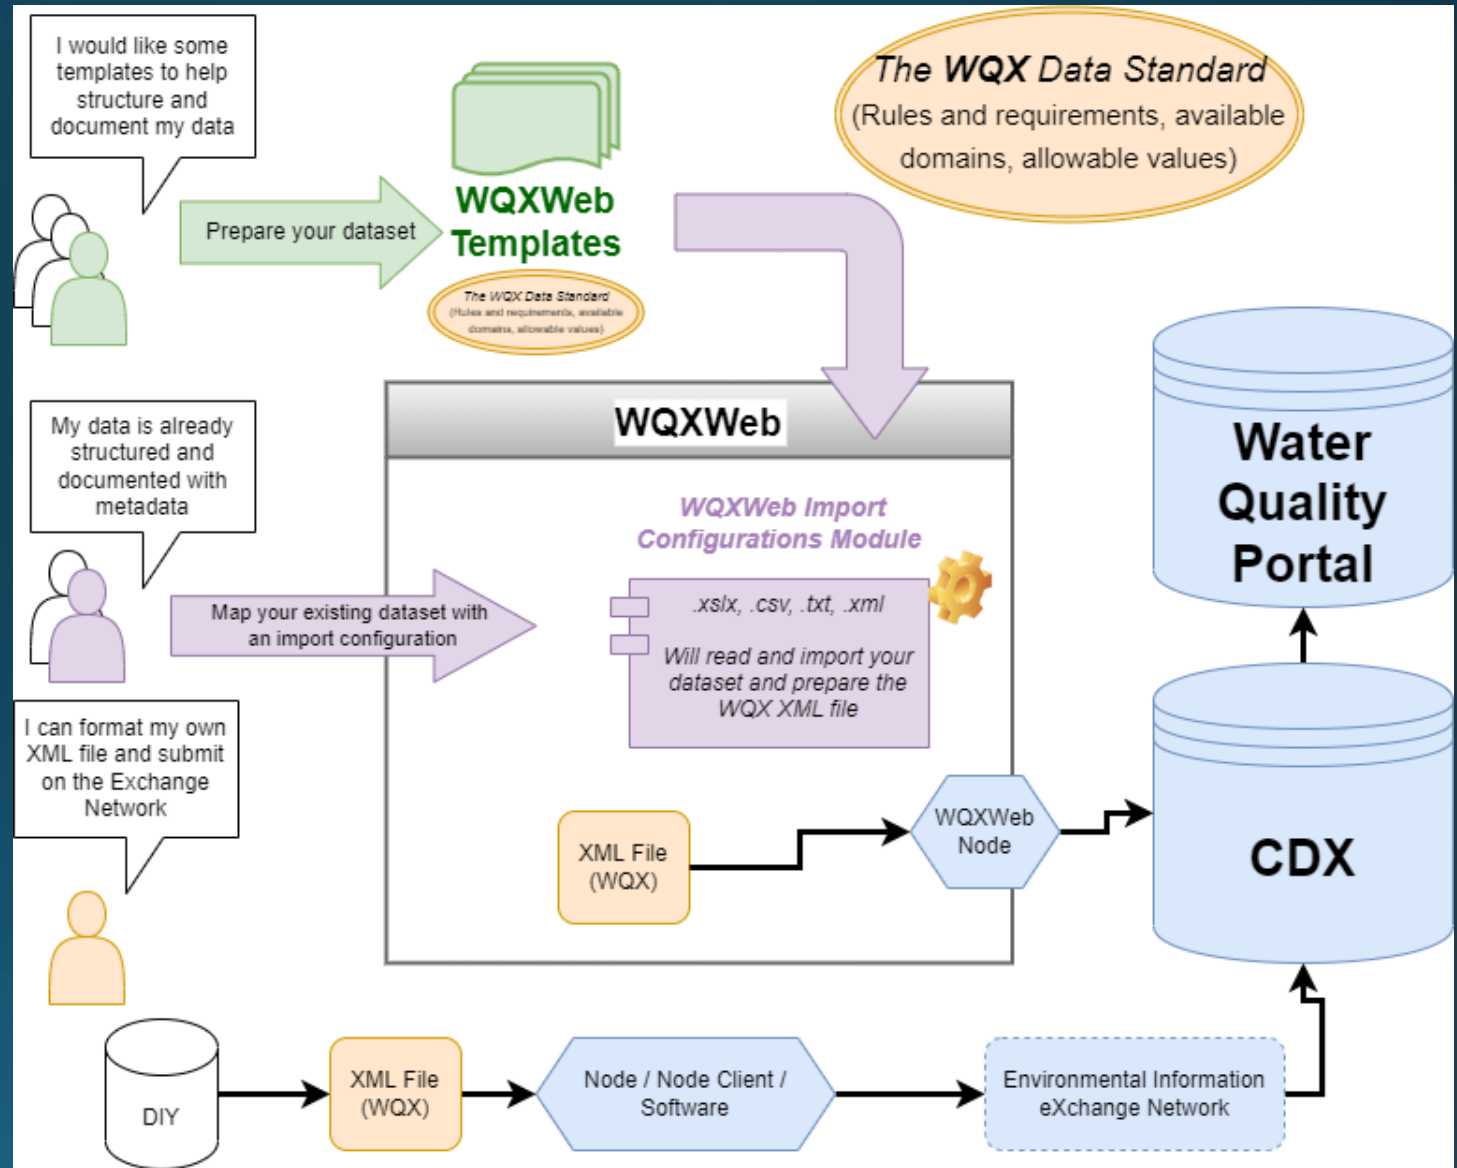 I would like some
templates to help
structure and
document my data
The WQX Data Standard
(Rules and requirements, available
domains, allowable values)
Prepare your dataset
WQXWeb
Templates
The WQX Data Standard
(Rules and requirements, available
domains, allowable values)
My data is already
structured and
documented with
metadata
WQXWeb
WQXWeb Import
Configurations Module
.xslx, .csv, .txt, .xml
Will read and import your
dataset and prepare the
WQX XML file
Map your existing dataset with
an import configuration
Water
Quality
Portal
I can format my own
XML file and submit
on the Exchange
Network
XML File
(WQX)
WQXWeb
Node
CDX
DIY
XML File
(WQX)
Node / Node Client /
Software
Environmental Information
eXchange Network